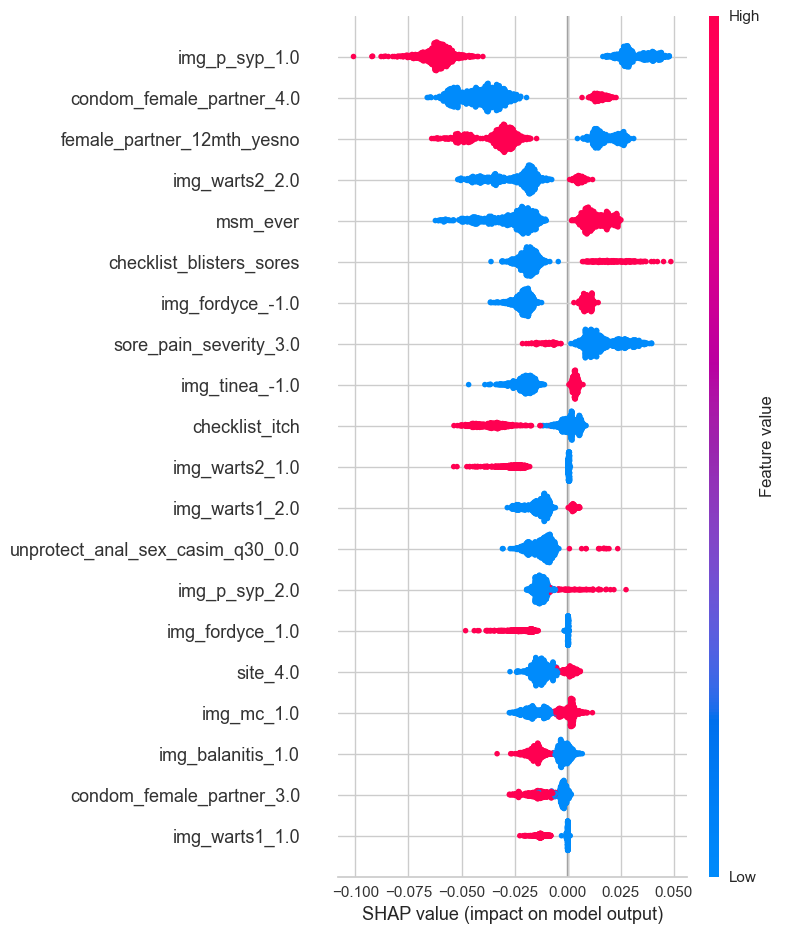 High
img_p_syp_1.0
condom_female_partner_4.0
female_partner_12mth_yesno
img_warts2_2.0
msm_ever
checklist_blisters_sores
img_fordyce_-1.0
sore_pain_severity_3.0
img_tinea_-1.0
checklist_itch
img_warts2_1.0
img_warts1_2.0
unprotect_anal_sex_casim_q30_0.0
img_p_syp_2.0
img_fordyce_1.0
site_4.0
img_mc_1.0
img_balanitis_1.0
condom_female_partner_3.0
img_warts1_1.0
Feature value
Low
−0.100 −0.075 −0.050 −0.025 0.000 0.025 0.050
SHAP value (impact on model output)